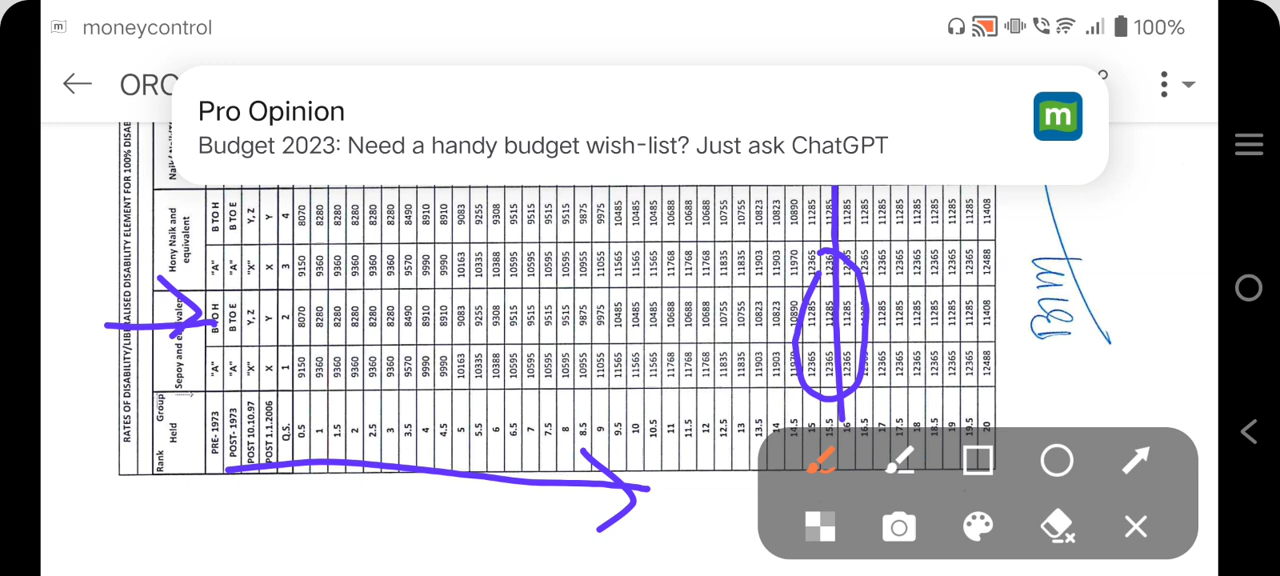 moneycontrol
100%
ORC
Pro Opinion
Budget 2023: Need a handy budget wish-list? Just ask ChatGPT
RATES OF DISABILITY/LIBERALISED DISABILITY ELEMENT FOR 100% DISAB
Rank Held Group Sepoy and equivalent Hony Naik and equivalent Naik
PRE- 1973 "A" B TO H "A" B TO H
POST- 1973 "A" B TO E "A" B TO E
POST 10.10.97 "X" Y, Z "X" Y, Z
POST 1.1.2006 X Y X Y
Q.S. 1 2 3 4
0.5 9150 8070 9150 8070
1 9360 8280 9360 8280
1.5 9360 8280 9360 8280
2 9360 8280 9360 8280
2.5 9360 8280 9360 8280
3 9360 8280 9360 8280
3.5 9570 8490 9570 8490
4 9990 8910 9990 8910
4.5 9990 8910 9990 8910
5 10163 9083 10163 9083
5.5 10335 9255 10335 9255
6 10388 9308 10388 9308
6.5 10595 9515 10595 9515
7 10595 9515 10595 9515
7.5 10595 9515 10595 9515
8 10595 9515 10595 9515
8.5 10955 9875 10955 9875
9 11055 9975 11055 9975
9.5 11565 10485 11565 10485
10 11565 10485 11565 10485
10.5 11565 10485 11565 10485
11 11768 10688 11768 10688
11.5 11768 10688 11768 10688
12 11768 10688 11768 10688
12.5 11835 10755 11835 10755
13 11835 10755 11835 10755
13.5 11903 10823 11903 10823
14 11903 10823 11903 10823
14.5 11970 10890 11970 10890
15 12365 11285 12365 11285
15.5 12365 11285 12365 11285
16 12365 11285 12365 11285
16.5 12365 11285 12365 11285
17 12365 11285 12365 11285
17.5 12365 11285 12365 11285
18 12365 11285 12365 11285
18.5 12365 11285 12365 11285
19 12365 11285 12365 11285
19.5 12365 11285 12365 11285
20 12488 11408 12488 11408